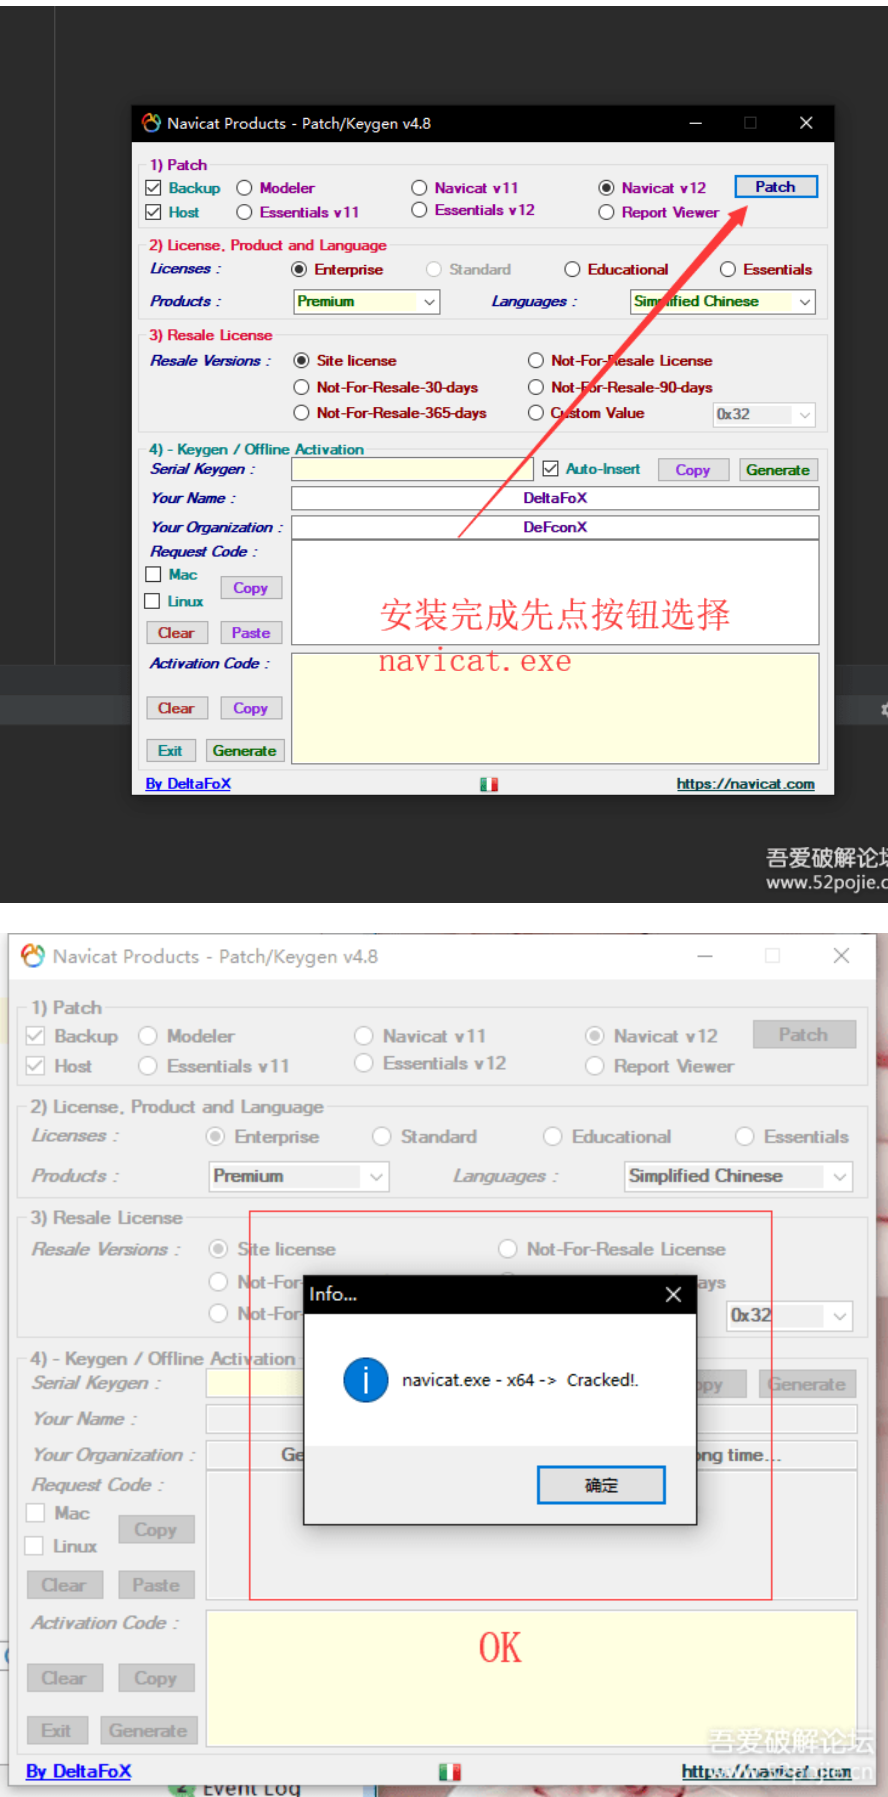 Navicat Products - Patch/Keygen v4.8
1) Patch
Backup Modeler Navicat v11 Navicat v12 Patch
Host Essentials v11 Essentials v12 Report Viewer
2) License, Product and Language
Licenses : Enterprise Standard Educational Essentials
Products : Premium Languages : Simplified Chinese
3) Resale License
Resale Versions : Site license Not-For-Resale License
Not-For-Resale-30-days Not-For-Resale-90-days
Not-For-Resale-365-days Custom Value 0x32
4) - Keygen / Offline Activation
Serial Keygen : Auto-Insert Copy Generate
Your Name : DeltaFoX
Your Organization : DeFconX
Request Code :
Mac
Copy
Linux
安装完成先点按钮选择
Clear Paste
navicat.exe
Activation Code :
Clear Copy
Exit Generate
By DeltaFoX https://navicat.com
吾爱破解论坛
www.52pojie.c
Navicat Products - Patch/Keygen v4.8
1) Patch
Backup Modeler Navicat v11 Navicat v12 Patch
Host Essentials v11 Essentials v12 Report Viewer
2) License, Product and Language
Licenses : Enterprise Standard Educational Essentials
Products : Premium Languages : Simplified Chinese
3) Resale License
Resale Versions : Site license Not-For-Resale License
Not-For- ays
Info...
Not-For- 0x32
4) - Keygen / Offline Activation
Serial Keygen : opy Generate
navicat.exe - x64 -> Cracked!.
Your Name :
Your Organization : Ge ong time...
Request Code :
确定
Mac
Copy
Linux
Clear Paste
Activation Code :
OK
Clear Copy
Exit Generate
吾爱破解论坛
By DeltaFoX
Event Log